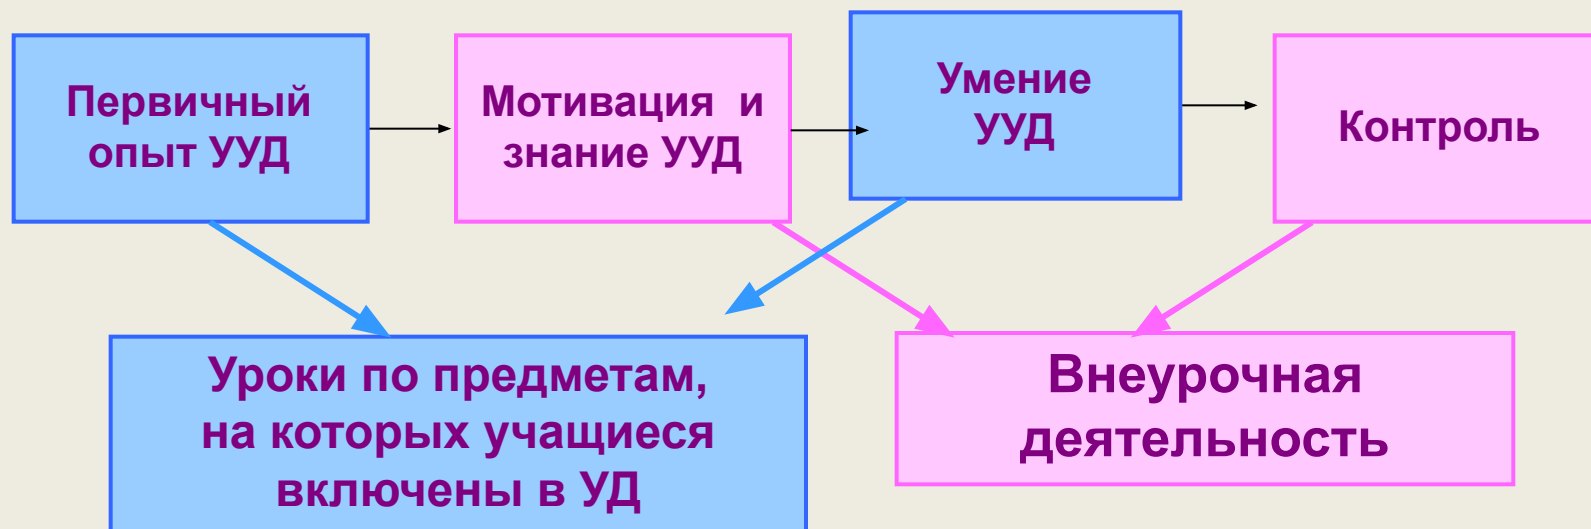 Первичный
опыт УУД
Мотивация и
знание УУД
Умение
УУД
Контроль
Уроки по предметам,
на которых учащиеся
включены в УД
Внеурочная
деятельность